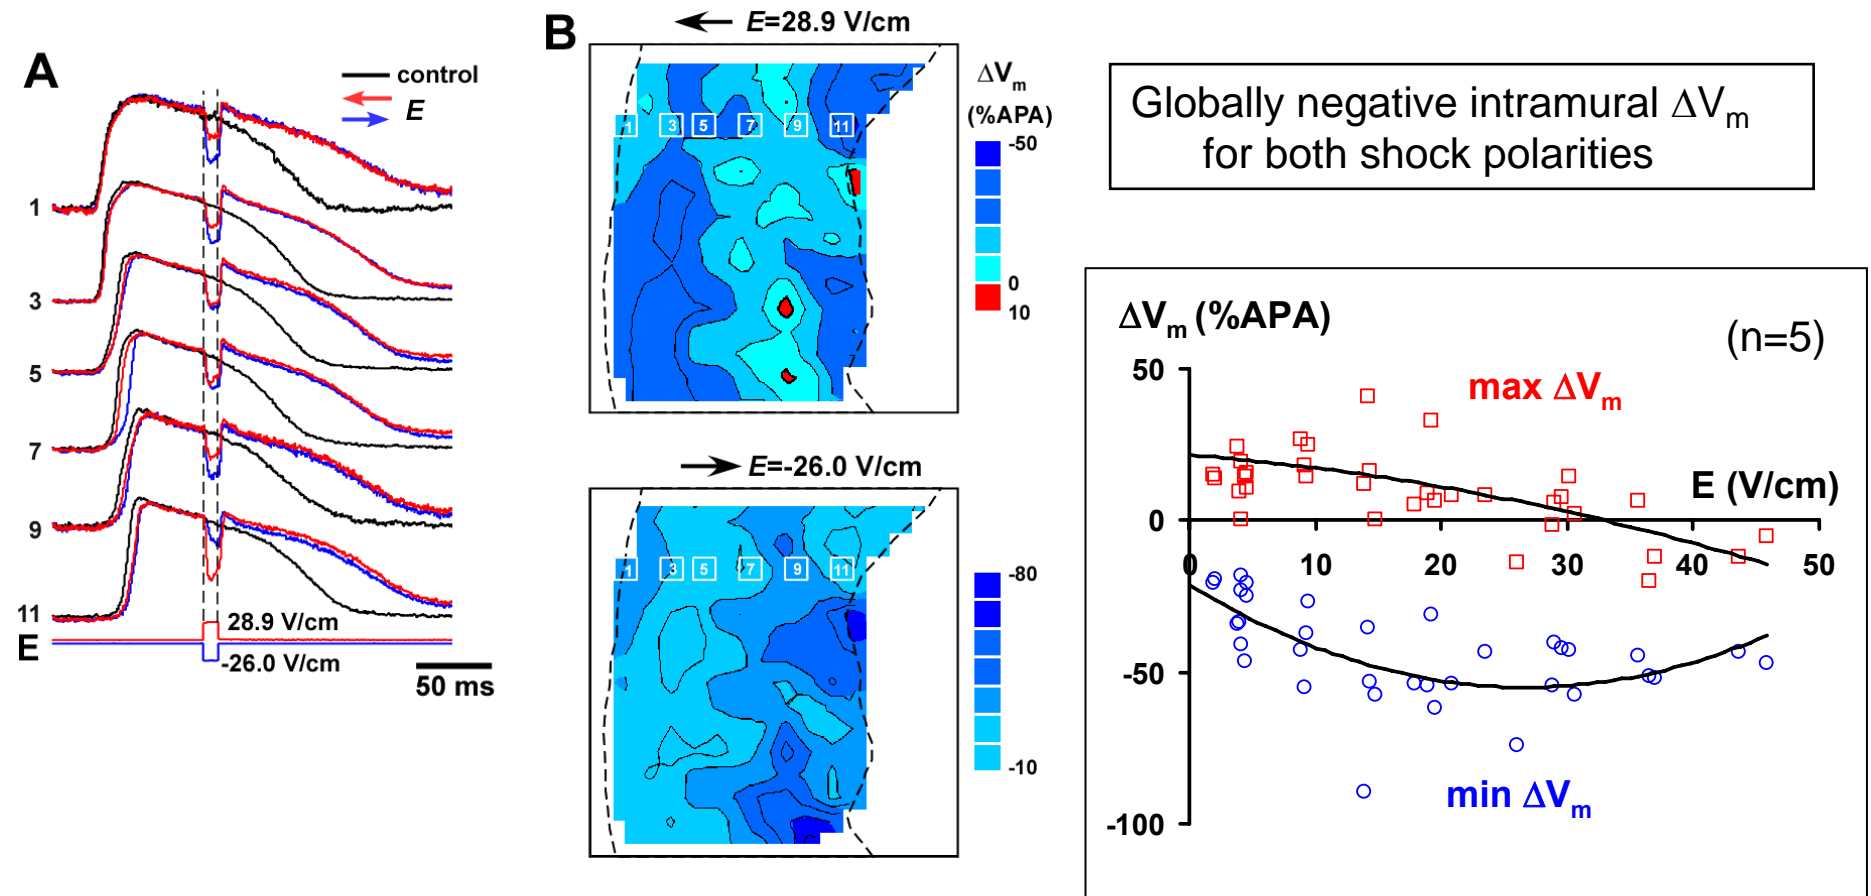 A
control
E
1
3
5
7
9
11
E
28.9 V/cm
-26.0 V/cm
50 ms
B
E=28.9 V/cm
1 3 5 7 9 11
ΔVm
(%APA)
-50
0
10
E=-26.0 V/cm
1 3 5 7 9 11
-80
-10
Globally negative intramural ΔVm
for both shock polarities
ΔVm (%APA)
(n=5)
50
max ΔVm
E (V/cm)
0
0 10 20 30 40 50
-50
min ΔVm
-100